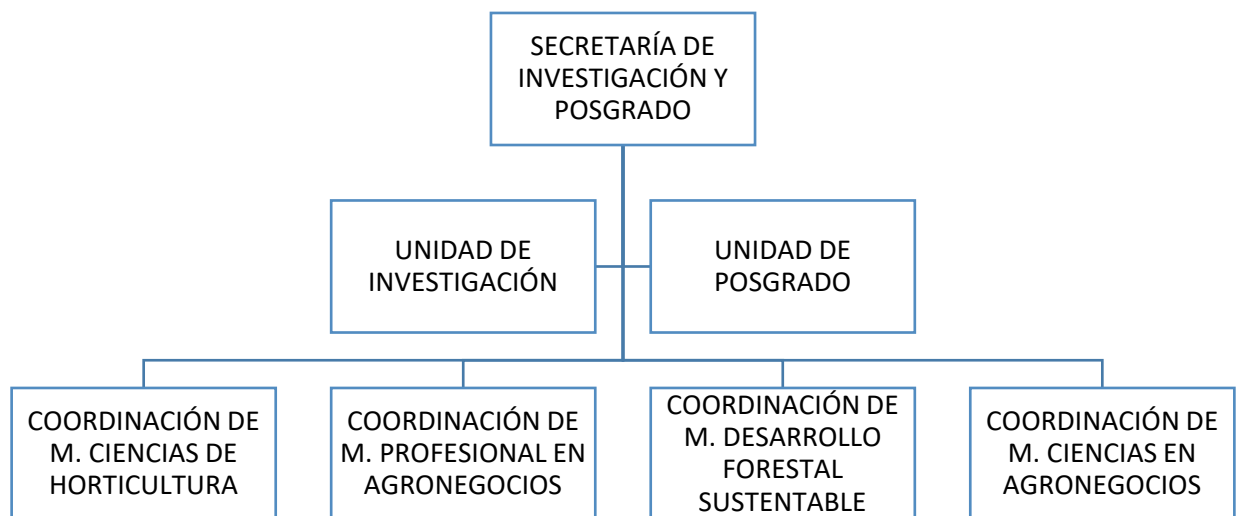 SECRETARÍA DE
INVESTIGACIÓN Y
POSGRADO
UNIDAD DE
INVESTIGACIÓN
UNIDAD DE
POSGRADO
COORDINACIÓN DE
M. CIENCIAS DE
HORTICULTURA
COORDINACIÓN DE
M. PROFESIONAL EN
AGRONEGOCIOS
COORDINACIÓN DE
M. DESARROLLO
FORESTAL
SUSTENTABLE
COORDINACIÓN DE
M. CIENCIAS EN
AGRONEGOCIOS